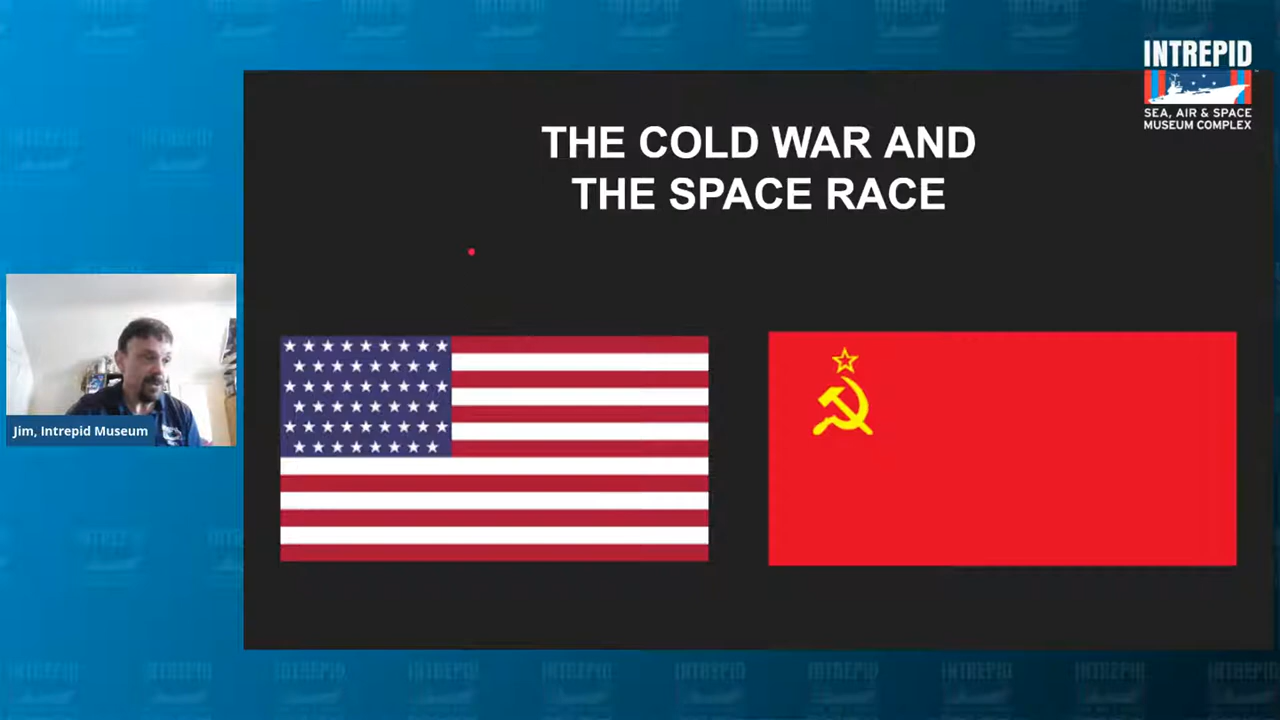 INTREPID
SEA, AIR & SPACE
MUSEUM COMPLEX
THE COLD WAR AND
THE SPACE RACE
Jim, Intrepid Museum